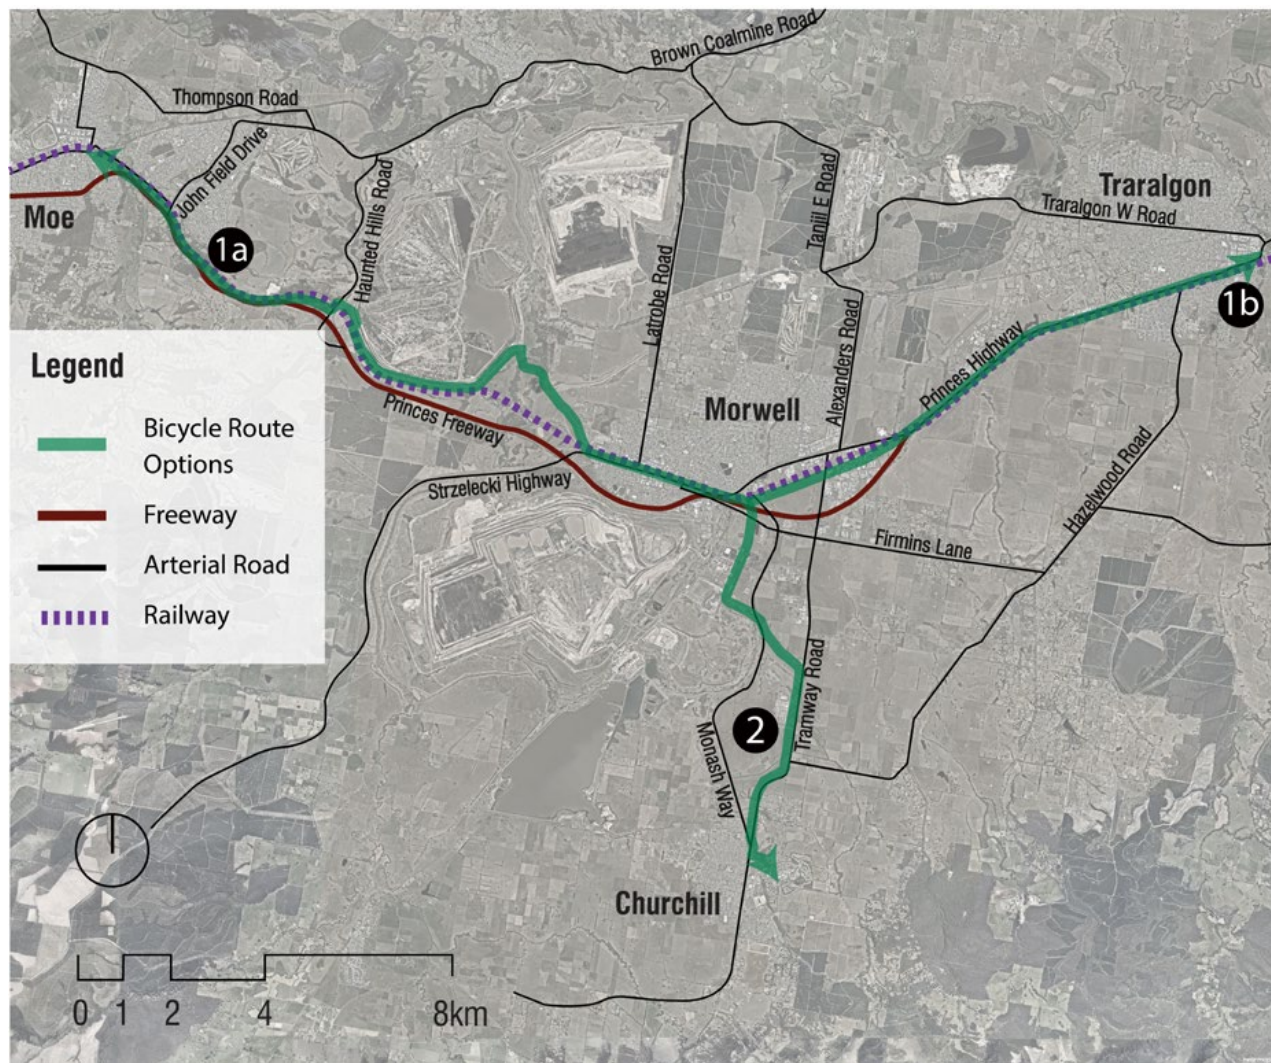 Brown Coalmine Road
Thompson Road
John Field Drive
Haunted Hills Road
Moe
1a
Latrobe Road
Tanjil E Road
Traralgon
Traralgon W Road
1b
Alexanders Road
Princes Highway
Morwell
Princes Freeway
Strzelecki Highway
Firmins Lane
Hazelwood Road
Legend
Bicycle Route
Options
Freeway
Arterial Road
Railway
Tramway Road
2
Monash Way
Churchill
0 1 2 4 8km